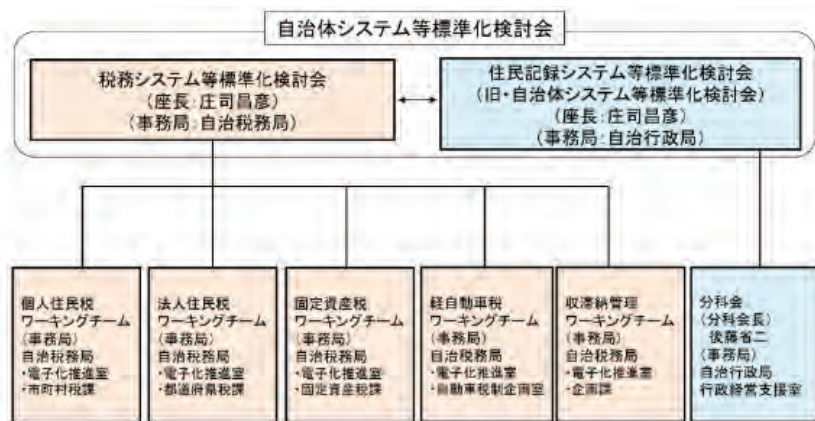 自治体システム等標準化検討会
税務システム等標準化検討会
(座長:庄司昌彦)
(事務局:自治税務局)
住民記録システム等標準化検討会
(旧・自治体システム等標準化検討会)
(座長:庄司昌彦)
(事務局:自治行政局)
個人住民税
ワーキングチーム
(事務局)
自治税務局
・電子化推進室
・市町村税課
法人住民税
ワーキングチーム
(事務局)
自治税務局
・電子化推進室
・都道府県税課
固定資産税
ワーキングチーム
(事務局)
自治税務局
・電子化推進室
・固定資産税課
軽自動車税
ワーキングチーム
(事務局)
自治税務局
・電子化推進室
・自動車税制企画室
収滞納管理
ワーキングチーム
(事務局)
自治税務局
・電子化推進室
・企画課
分科会
(分科会長)
後藤省二
(事務局)
自治行政局
行政経営支援室